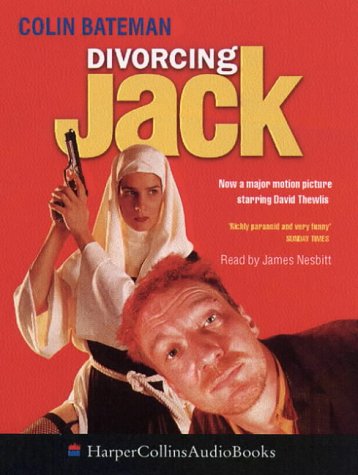 COLIN BATEMAN
DIVORCING
Jack
Now a major motion picture
starring David Thewlis
'Richly paranoid and very funny'
SUNDAY TIMES
Read by James Nesbitt
HarperCollinsAudioBooks